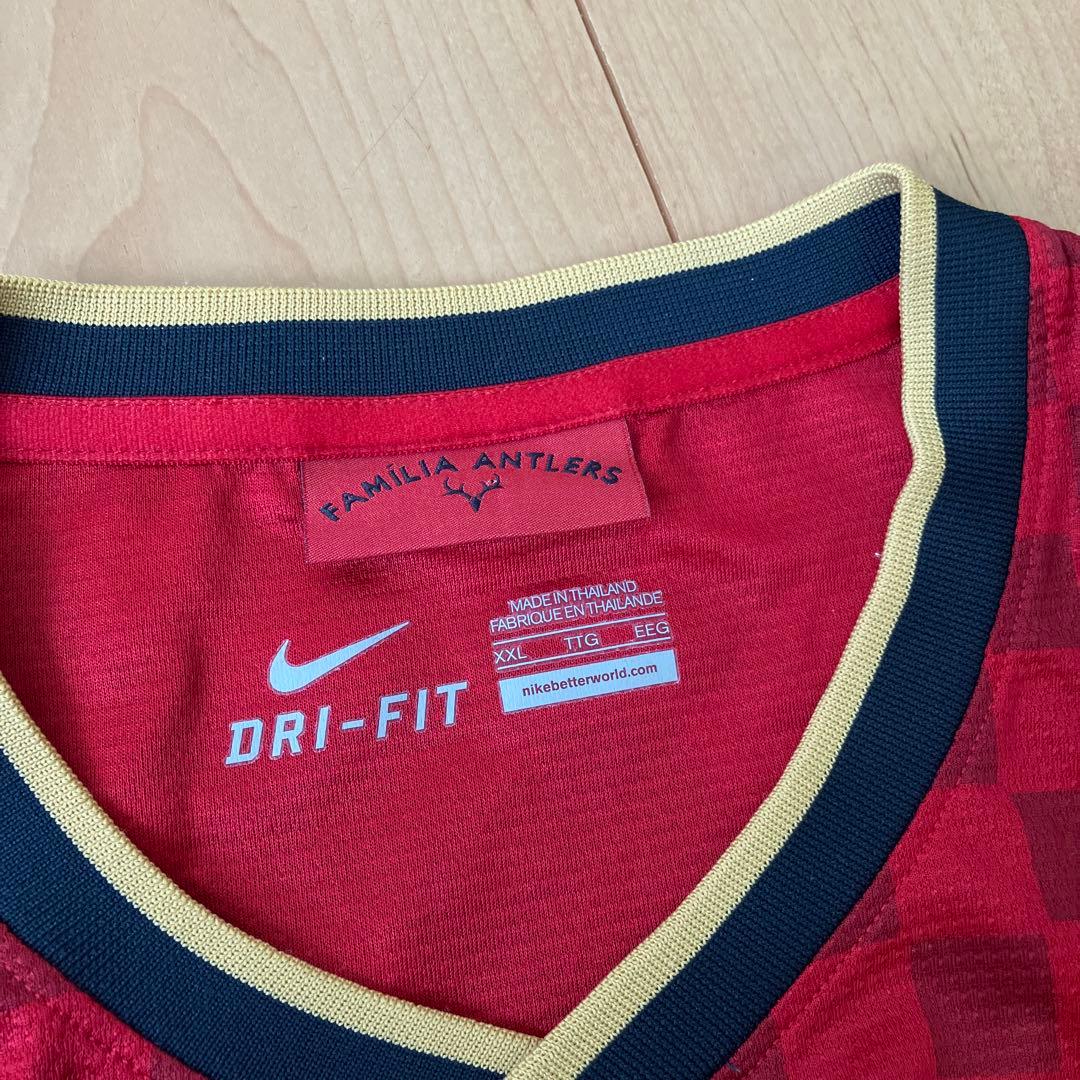 FAMÍLIA ANTLERS
MADE IN THAILAND
FABRIQUE EN THAILANDE
XXL TTG EEG
nikebetterworld.com
DRI-FIT